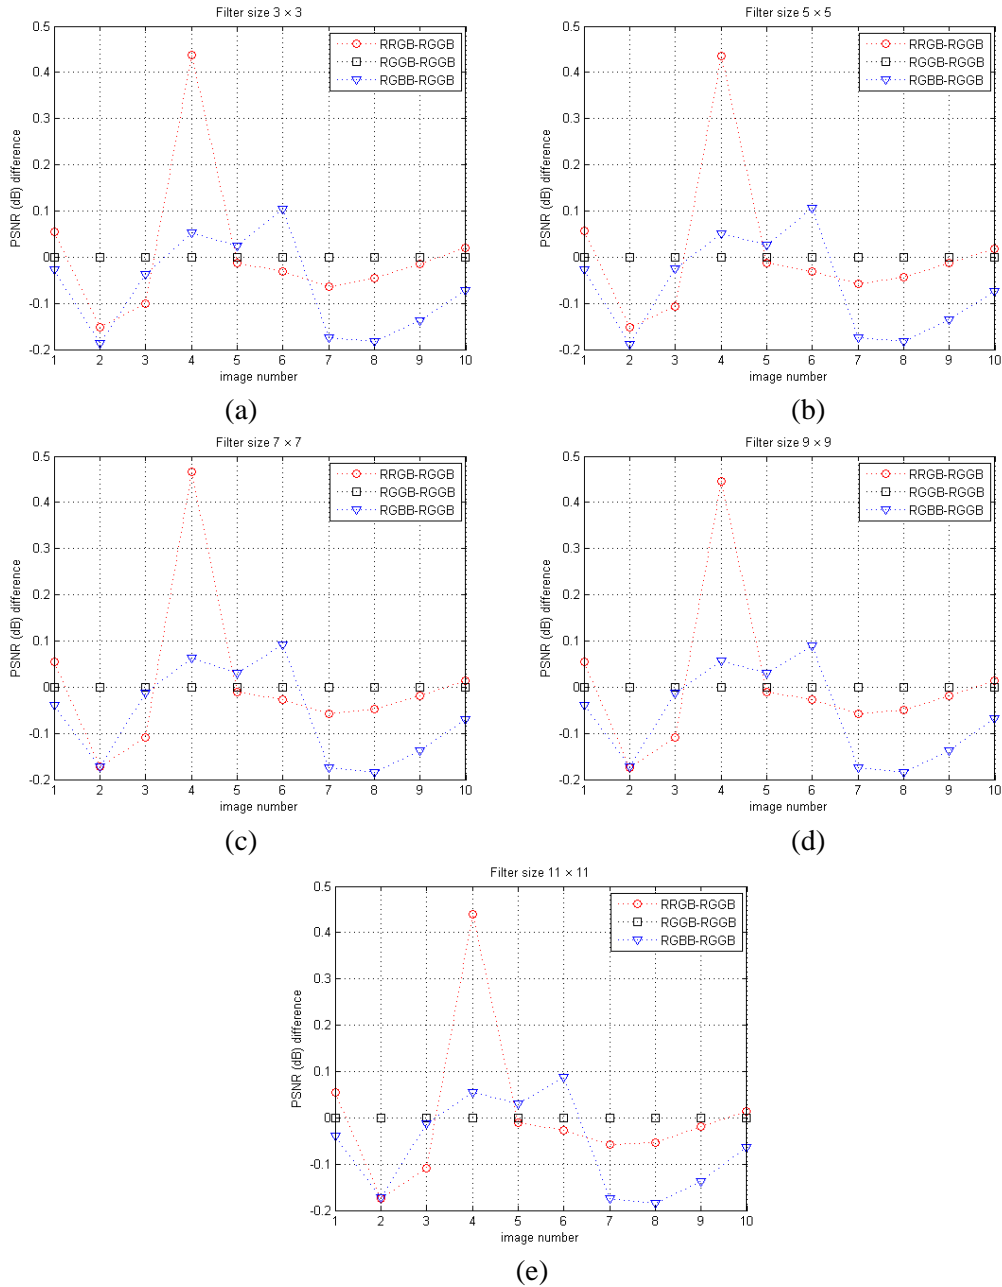 Filter size 3 × 3
0.5
0.4
0.3
0.2
0.1
0
-0.1
-0.2
PSNR (dB) difference
RRGB-RGGB
RGGB-RGGB
RGBB-RGGB
1 2 3 4 5 6 7 8 9 10
image number
(a)
Filter size 5 × 5
0.5
0.4
0.3
0.2
0.1
0
-0.1
-0.2
PSNR (dB) difference
RRGB-RGGB
RGGB-RGGB
RGBB-RGGB
1 2 3 4 5 6 7 8 9 10
image number
(b)
Filter size 7 × 7
0.5
0.4
0.3
0.2
0.1
0
-0.1
-0.2
PSNR (dB) difference
RRGB-RGGB
RGGB-RGGB
RGBB-RGGB
1 2 3 4 5 6 7 8 9 10
image number
(c)
Filter size 9 × 9
0.5
0.4
0.3
0.2
0.1
0
-0.1
-0.2
PSNR (dB) difference
RRGB-RGGB
RGGB-RGGB
RGBB-RGGB
1 2 3 4 5 6 7 8 9 10
image number
(d)
Filter size 11 × 11
0.5
0.4
0.3
0.2
0.1
0
-0.1
-0.2
PSNR (dB) difference
RRGB-RGGB
RGGB-RGGB
RGBB-RGGB
1 2 3 4 5 6 7 8 9 10
image number
(e)